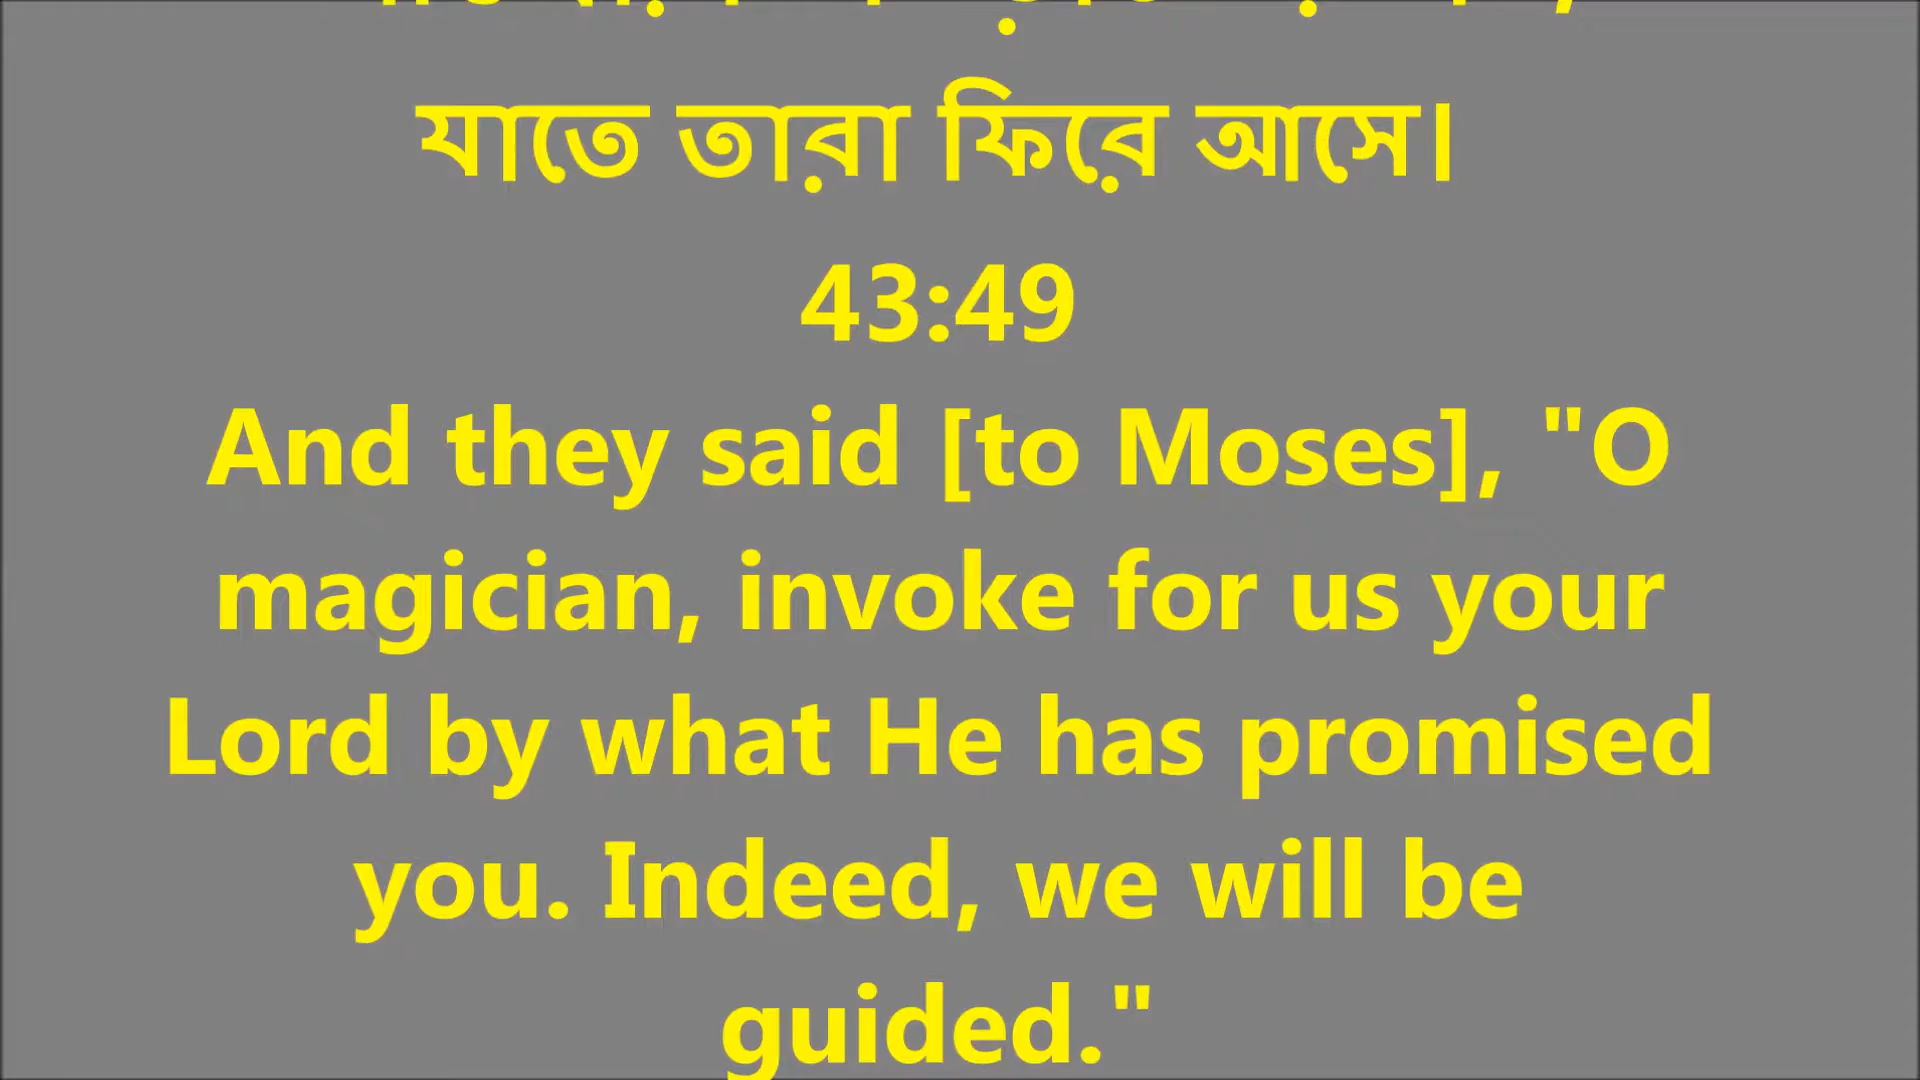 যাতে তারা ফিরে আসে।
43:49
And they said [to Moses], "O
magician, invoke for us your
Lord by what He has promised
you. Indeed, we will be
guided."